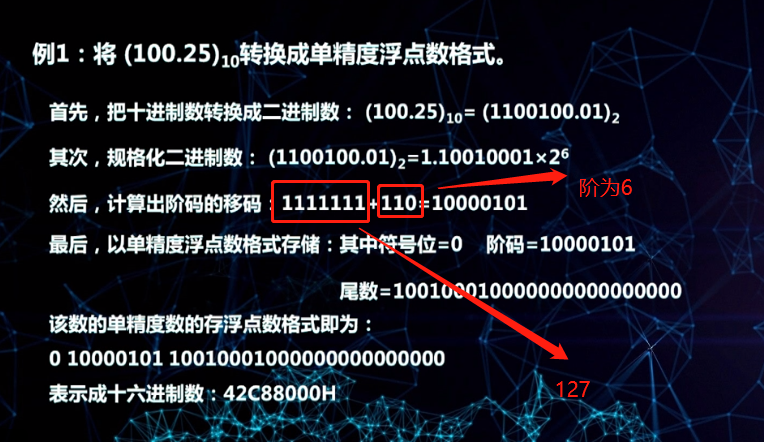 例1：将 (100.25)₁₀转换成单精度浮点数格式。
首先，把十进制数转换成二进制数： (100.25)₁₀= (1100100.01)₂
其次，规格化二进制数： (1100100.01)₂=1.10010001×2⁶
然后，计算出阶码的移码：1111111+110=10000101
阶为6
最后，以单精度浮点数格式存储：其中符号位=0 阶码=10000101
尾数=10010001000000000000000
该数的单精度数的存浮点数格式即为：
0 10000101 10010001000000000000000
表示成十六进制数：42C88000H
127